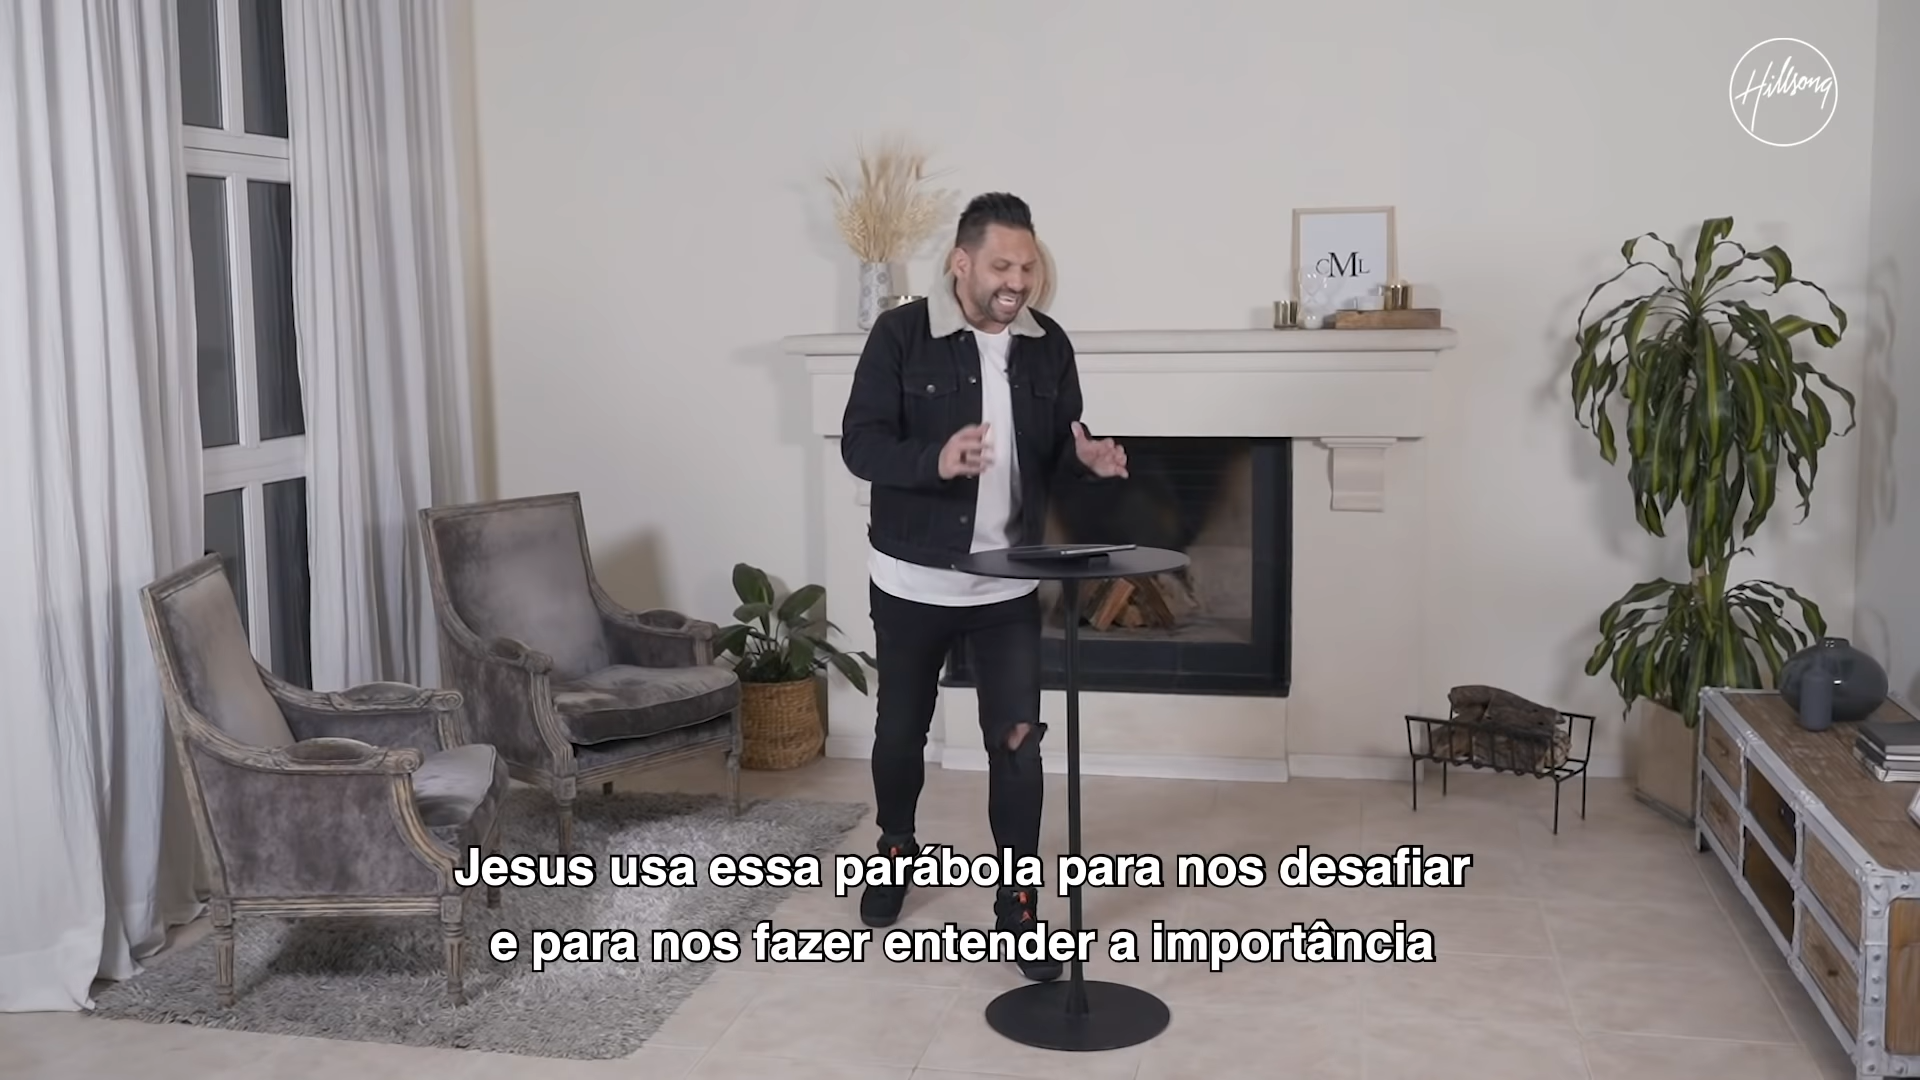 Hillsong
CML
Jesus usa essa parábola para nos desafiar
e para nos fazer entender a importância